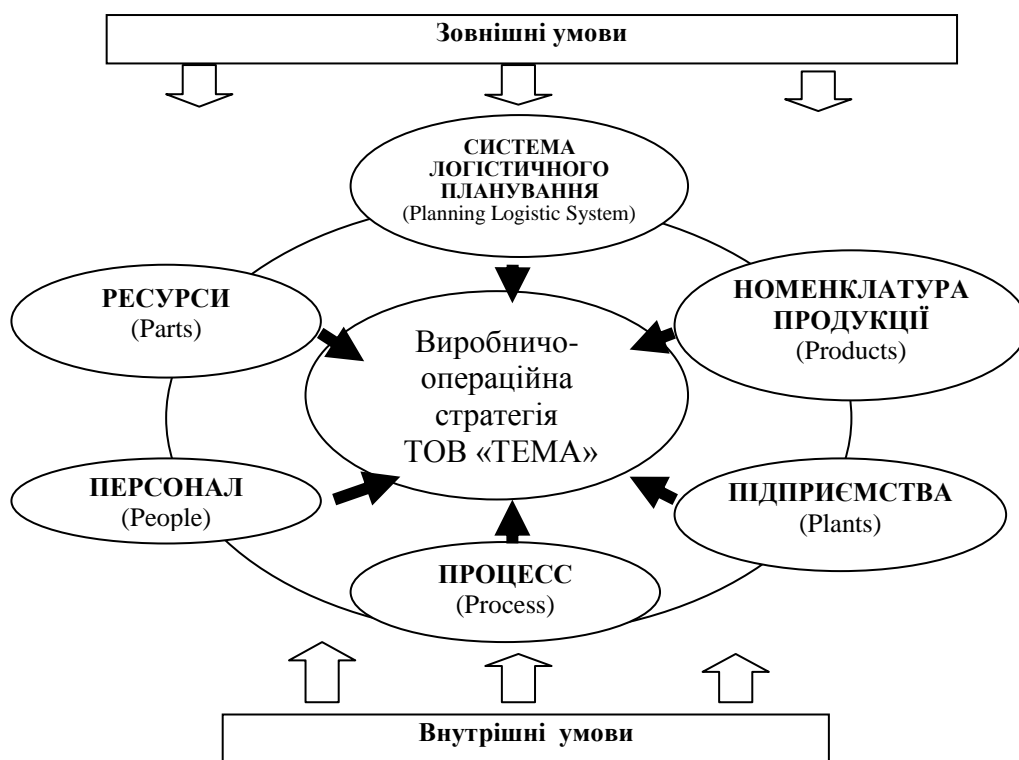 Зовнішні умови
СИСТЕМА
ЛОГІСТИЧНОГО
ПЛАНУВАННЯ
(Planning Logistic System)
РЕСУРСИ
(Parts)
НОМЕНКЛАТУРА
ПРОДУКЦІЇ
(Products)
Виробничо-
операційна
стратегія
ТОВ «ТЕМА»
ПЕРСОНАЛ
(People)
ПІДПРИЄМСТВА
(Plants)
ПРОЦЕСС
(Process)
Внутрішні умови